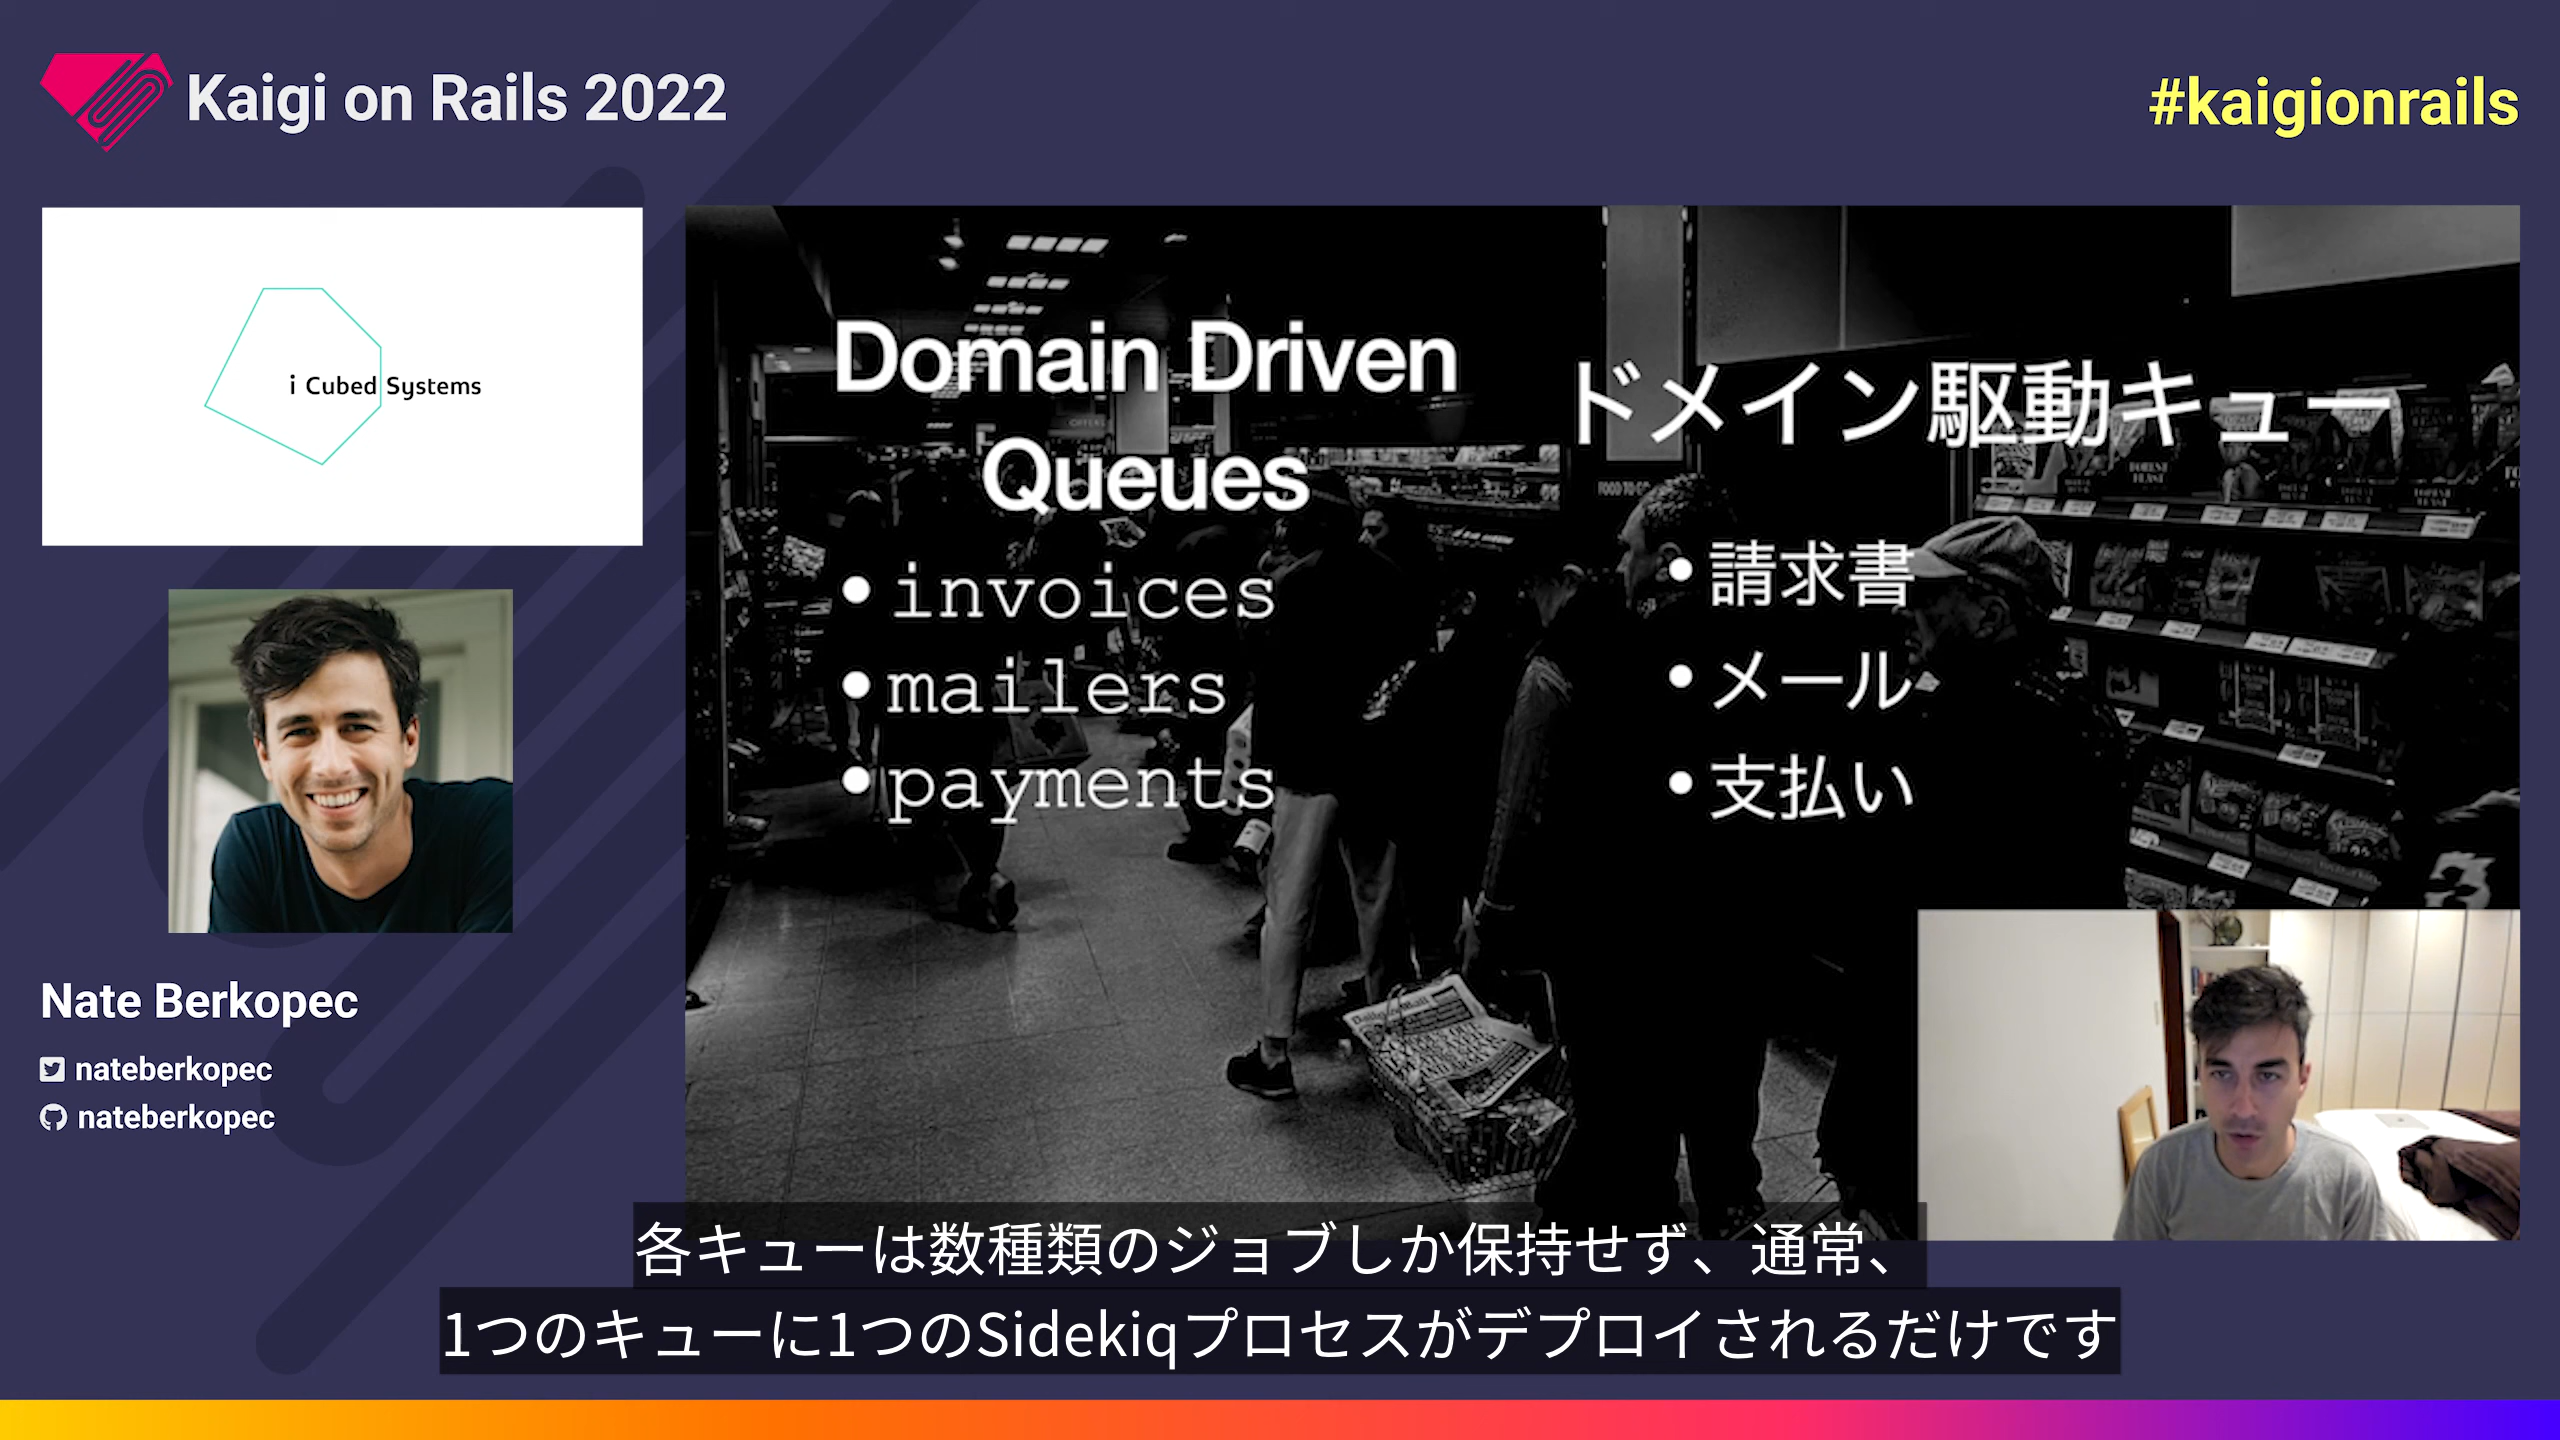 Kaigi on Rails 2022
#kaigionrails
i Cubed Systems
Nate Berkopec
nateberkopec
nateberkopec
Domain Driven
Queues
• invoices
• mailers
• payments
ドメイン駆動キュー
• 請求書
• メール
• 支払い
各キューは数種類のジョブしか保持せず、通常、
1つのキューに1つのSidekiqプロセスがデプロイされるだけです